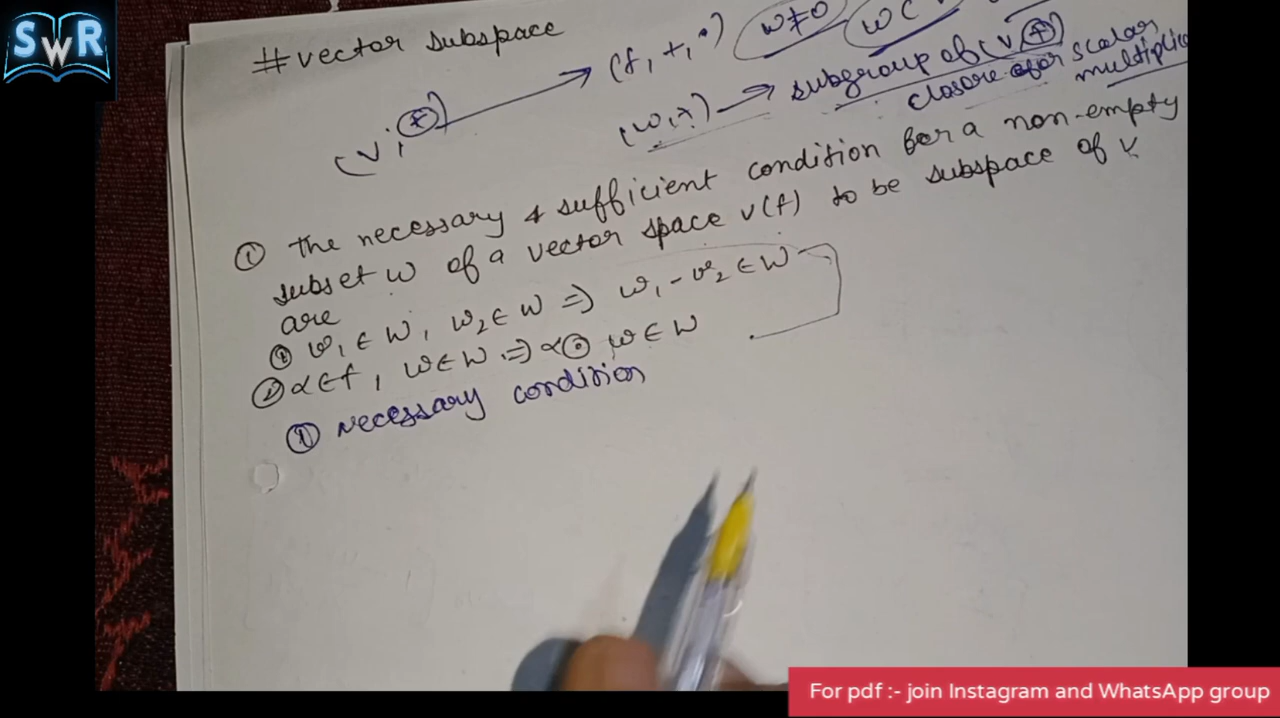 SWR
# vector subspace
(V, +) → (f, +, •) W≠0 W⊂
(W, +) → subgroup of (V, +)
closure for scalar multiplic
① The necessary & sufficient condition for a non-empty
subset W of a vector space V(f) to be subspace of V
are
① w₁ ∈ W, w₂ ∈ W ⇒ w₁ - w₂ ∈ W
② α ∈ f, w ∈ W ⇒ α ⊙ w ∈ W
① Necessary condition
For pdf :- join Instagram and WhatsApp group